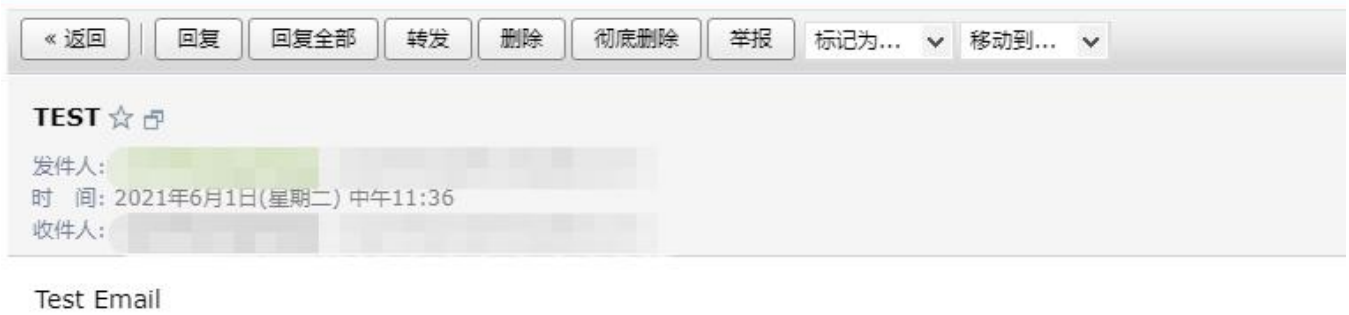 « 返回 回复 回复全部 转发 删除 彻底删除 举报 标记为... 移动到...
TEST
发件人:
时 间: 2021年6月1日(星期二) 中午11:36
收件人:
Test Email